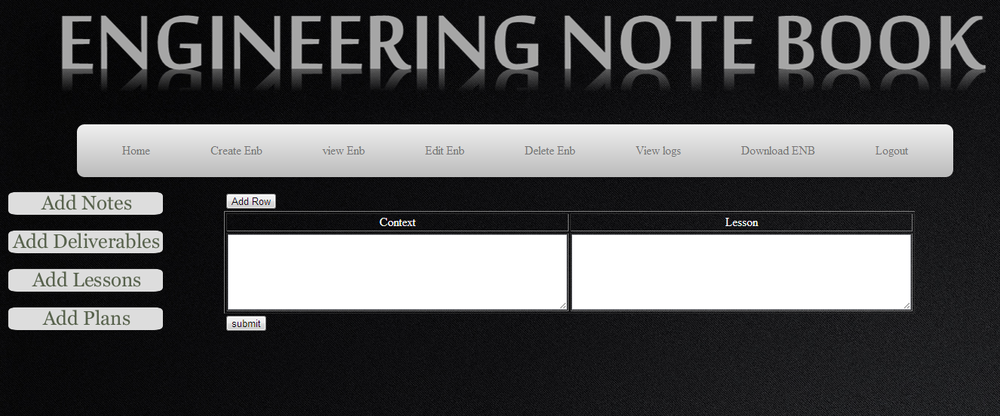 ENGINEERING NOTE BOOK
Home Create Enb view Enb Edit Enb Delete Enb View logs Download ENB Logout
Add Notes
Add Deliverables
Add Lessons
Add Plans
Add Row
Context Lesson
submit